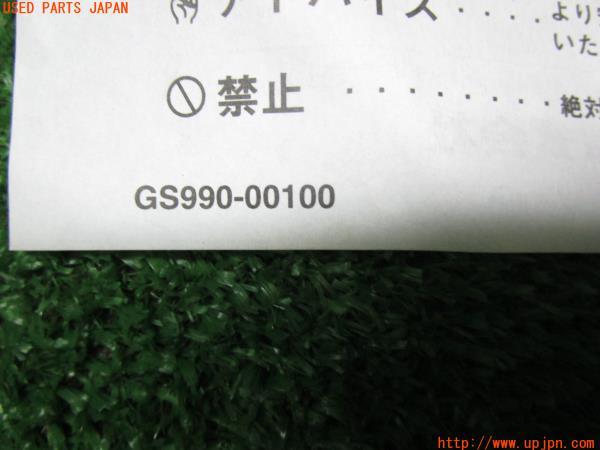 USED PARTS JAPAN
アドバイス ・・・・より
いた
禁止 ・・・・・・・・絶対
GS990-00100
http://www.upjpn.com/